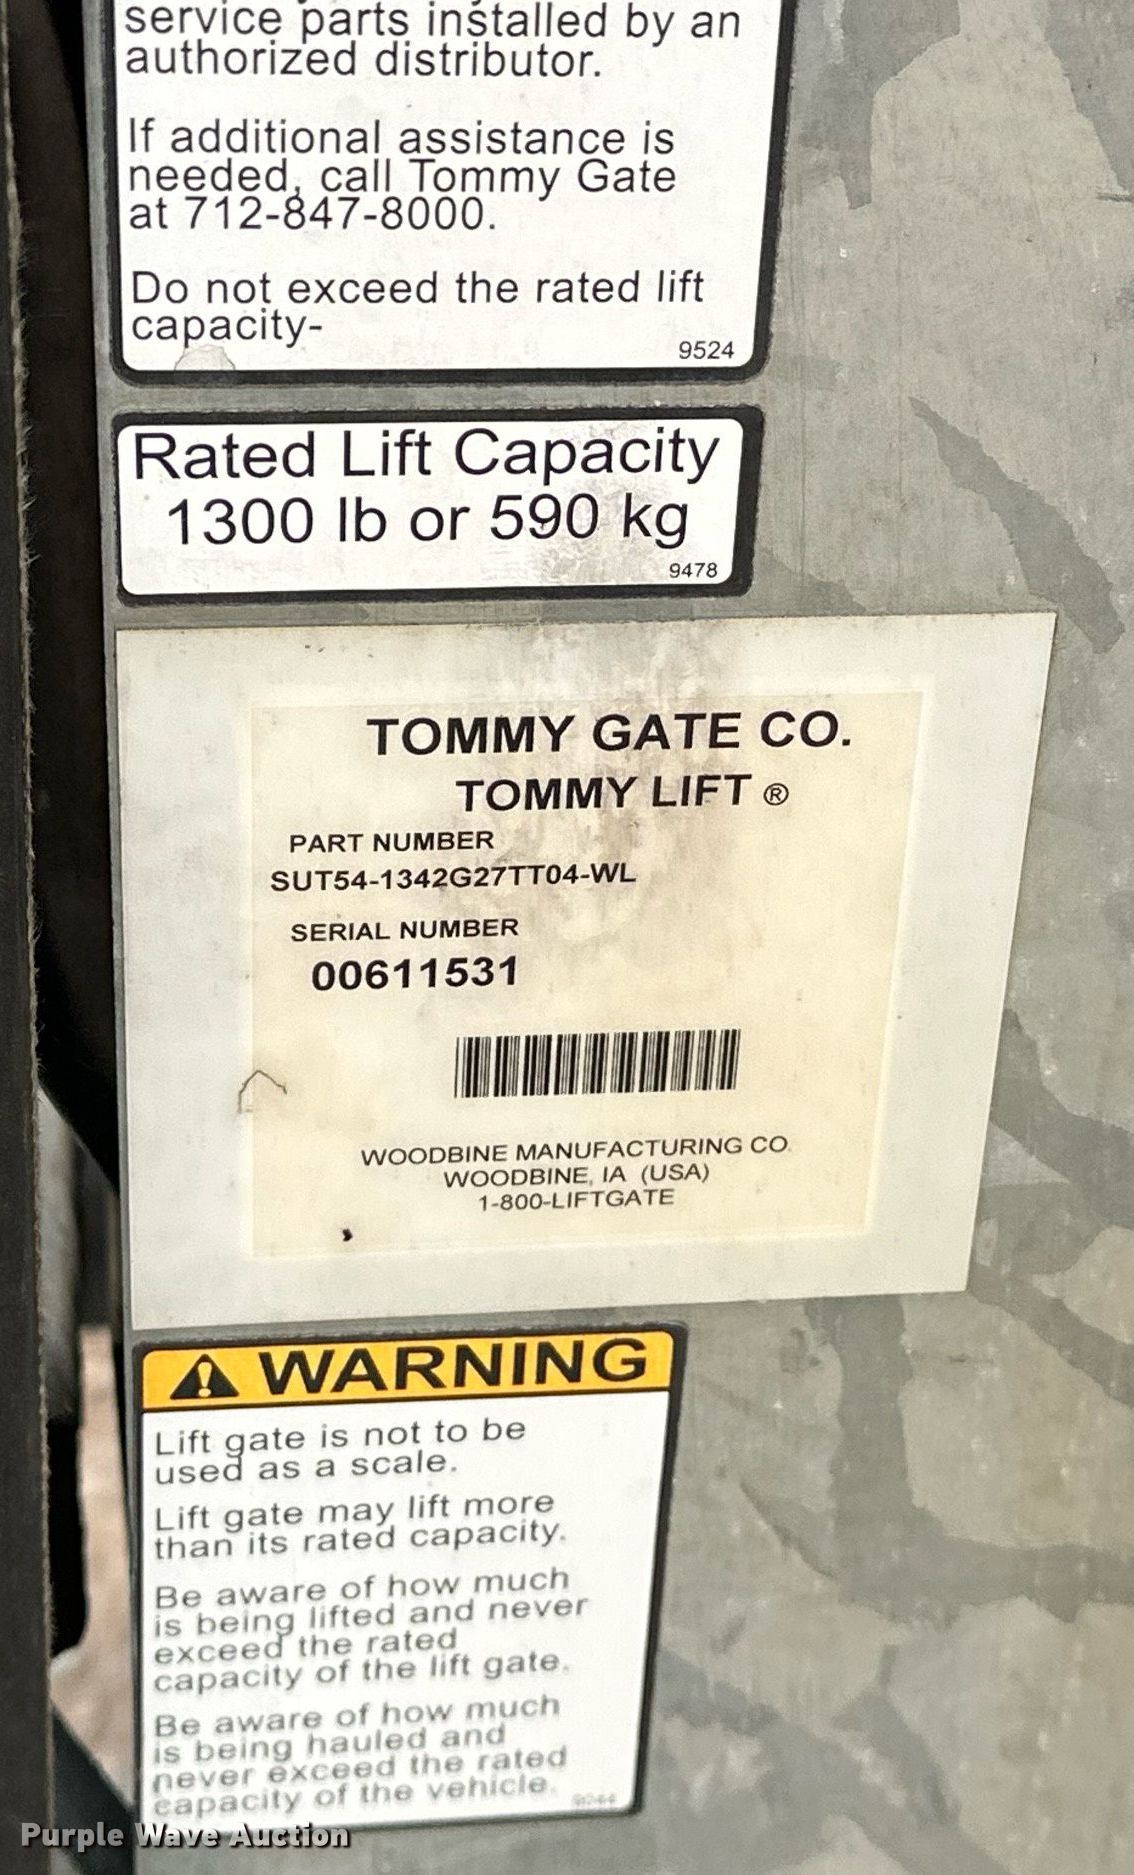 service parts installed by an
authorized distributor.
If additional assistance is
needed, call Tommy Gate
at 712-847-8000.
Do not exceed the rated lift
capacity-
9524
Rated Lift Capacity
1300 lb or 590 kg
9478
TOMMY GATE CO.
TOMMY LIFT ®
PART NUMBER
SUT54-1342G27TT04-WL
SERIAL NUMBER
00611531
WOODBINE MANUFACTURING CO.
WOODBINE, IA (USA)
1-800-LIFTGATE
WARNING
Lift gate is not to be
used as a scale.
Lift gate may lift more
than its rated capacity.
Be aware of how much
is being lifted and never
exceed the rated
capacity of the lift gate.
Be aware of how much
is being hauled and
never exceed the rated
capacity of the vehicle.
Purple Wave Auction